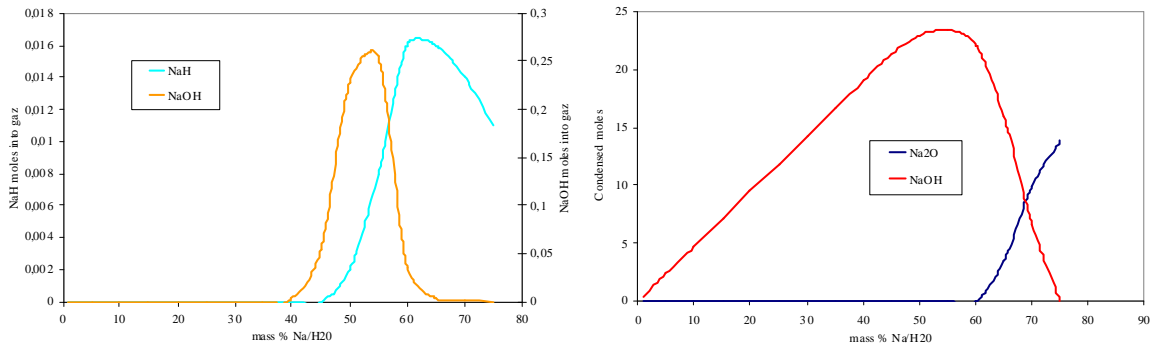 NaH moles into gaz
0,018
0,016
0,014
0,012
0,01
0,008
0,006
0,004
0,002
0
0,3
0,25
0,2
0,15
0,1
0,05
0
NaOH moles into gaz
NaH
NaOH
0 10 20 30 40 50 60 70 80
mass % Na/H20
Condensed moles
25
20
15
10
5
0
Na2O
NaOH
0 10 20 30 40 50 60 70 80 90
mass % Na/H20